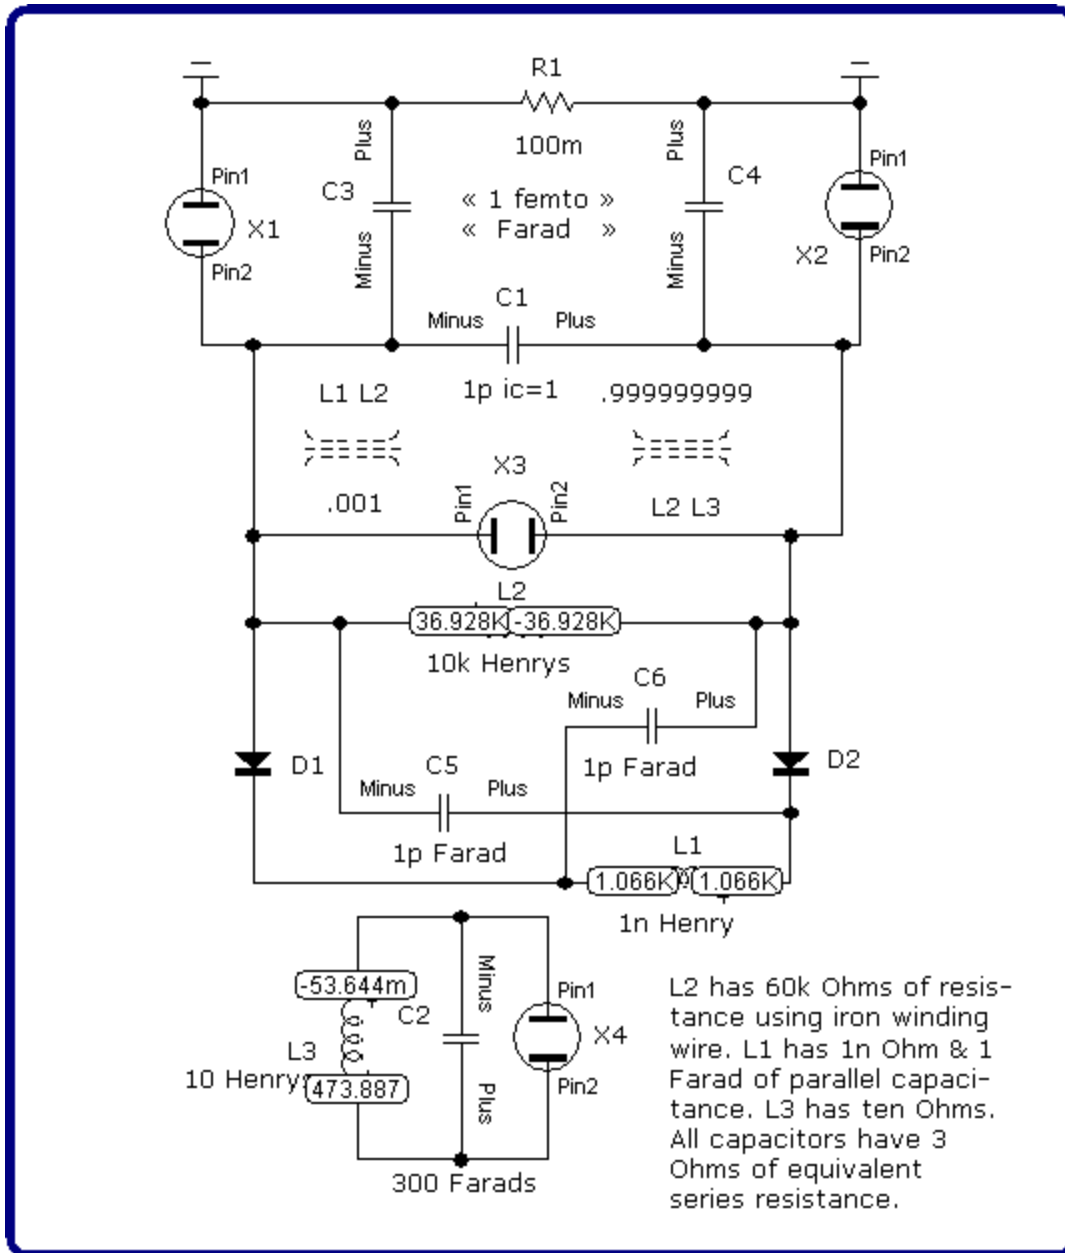 R1
100m
Plus
Plus
Pin1
C3
C4
Pin1
« 1 femto »
« Farad »
X1
X2
Pin2
Minus
Minus
Pin2
C1
Minus
Plus
1p ic=1
L1 L2
.999999999
.001
X3
Pin1
Pin2
L2 L3
L2
36.928K
-36.928K
10k Henrys
C6
Minus
Plus
1p Farad
D1
D2
C5
Minus
Plus
1p Farad
L1
1.066K
1.066K
1n Henry
-53.644m
C2
Minus
Plus
L3
10 Henrys
473.887
Pin1
X4
Pin2
300 Farads
L2 has 60k Ohms of resis-
tance using iron winding
wire. L1 has 1n Ohm & 1
Farad of parallel capaci-
tance. L3 has ten Ohms.
All capacitors have 3
Ohms of equivalent
series resistance.